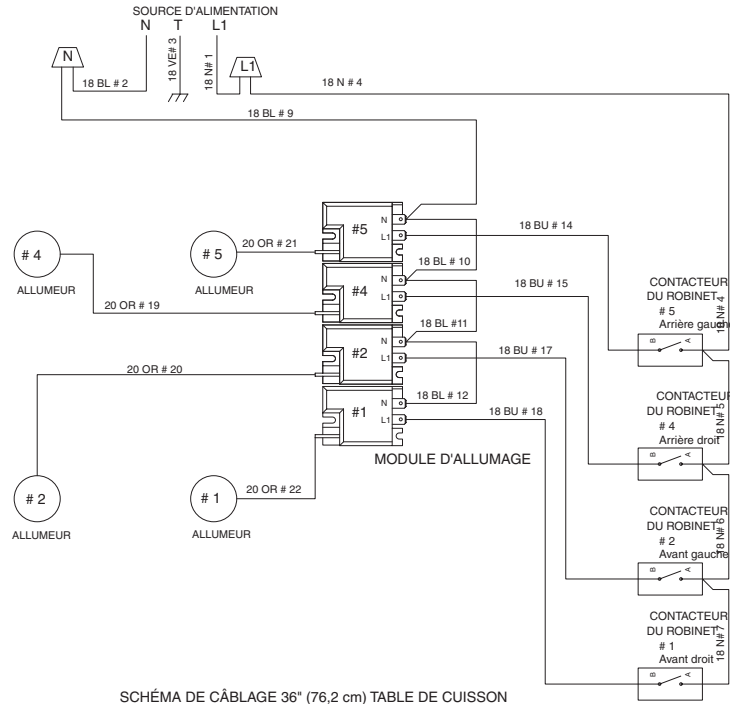 SOURCE D'ALIMENTATION
N T L1
N
18 BL # 2
18 VE# 3
18 N# 1
L1
18 N # 4
18 BL # 9
#5
N
L1
18 BU # 14
# 4
ALLUMEUR
# 5
ALLUMEUR
20 OR # 21
18 BL # 10
#4
N
L1
18 BU # 15
20 OR # 19
18 BL #11
#2
N
L1
18 BU # 17
20 OR # 20
18 BL # 12
#1
N
L1
18 BU # 18
MODULE D'ALLUMAGE
# 2
ALLUMEUR
# 1
ALLUMEUR
20 OR # 22
CONTACTEUR
DU ROBINET
# 5
Arrière gauche
18 N# 4
B A
CONTACTEUR
DU ROBINET
# 4
Arrière droit
18 N# 5
B A
CONTACTEUR
DU ROBINET
# 2
Avant gauche
18 N# 6
B A
CONTACTEUR
DU ROBINET
# 1
Avant droit
18 N#7
B A
SCHÉMA DE CÂBLAGE 36" (76,2 cm) TABLE DE CUISSON